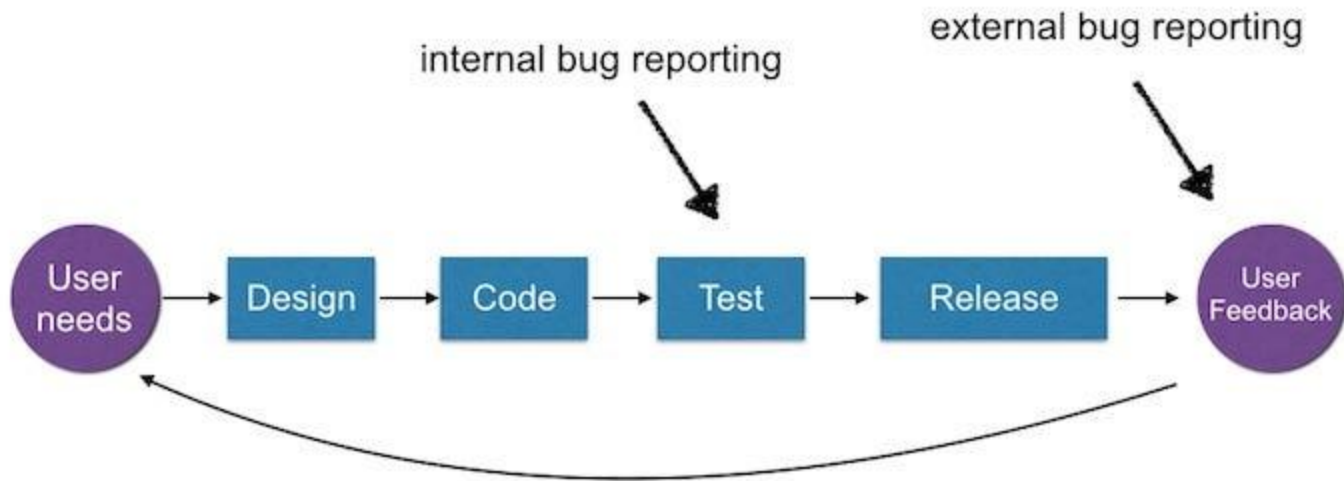 external bug reporting
internal bug reporting
User
needs
Design
Code
Test
Release
User
Feedback